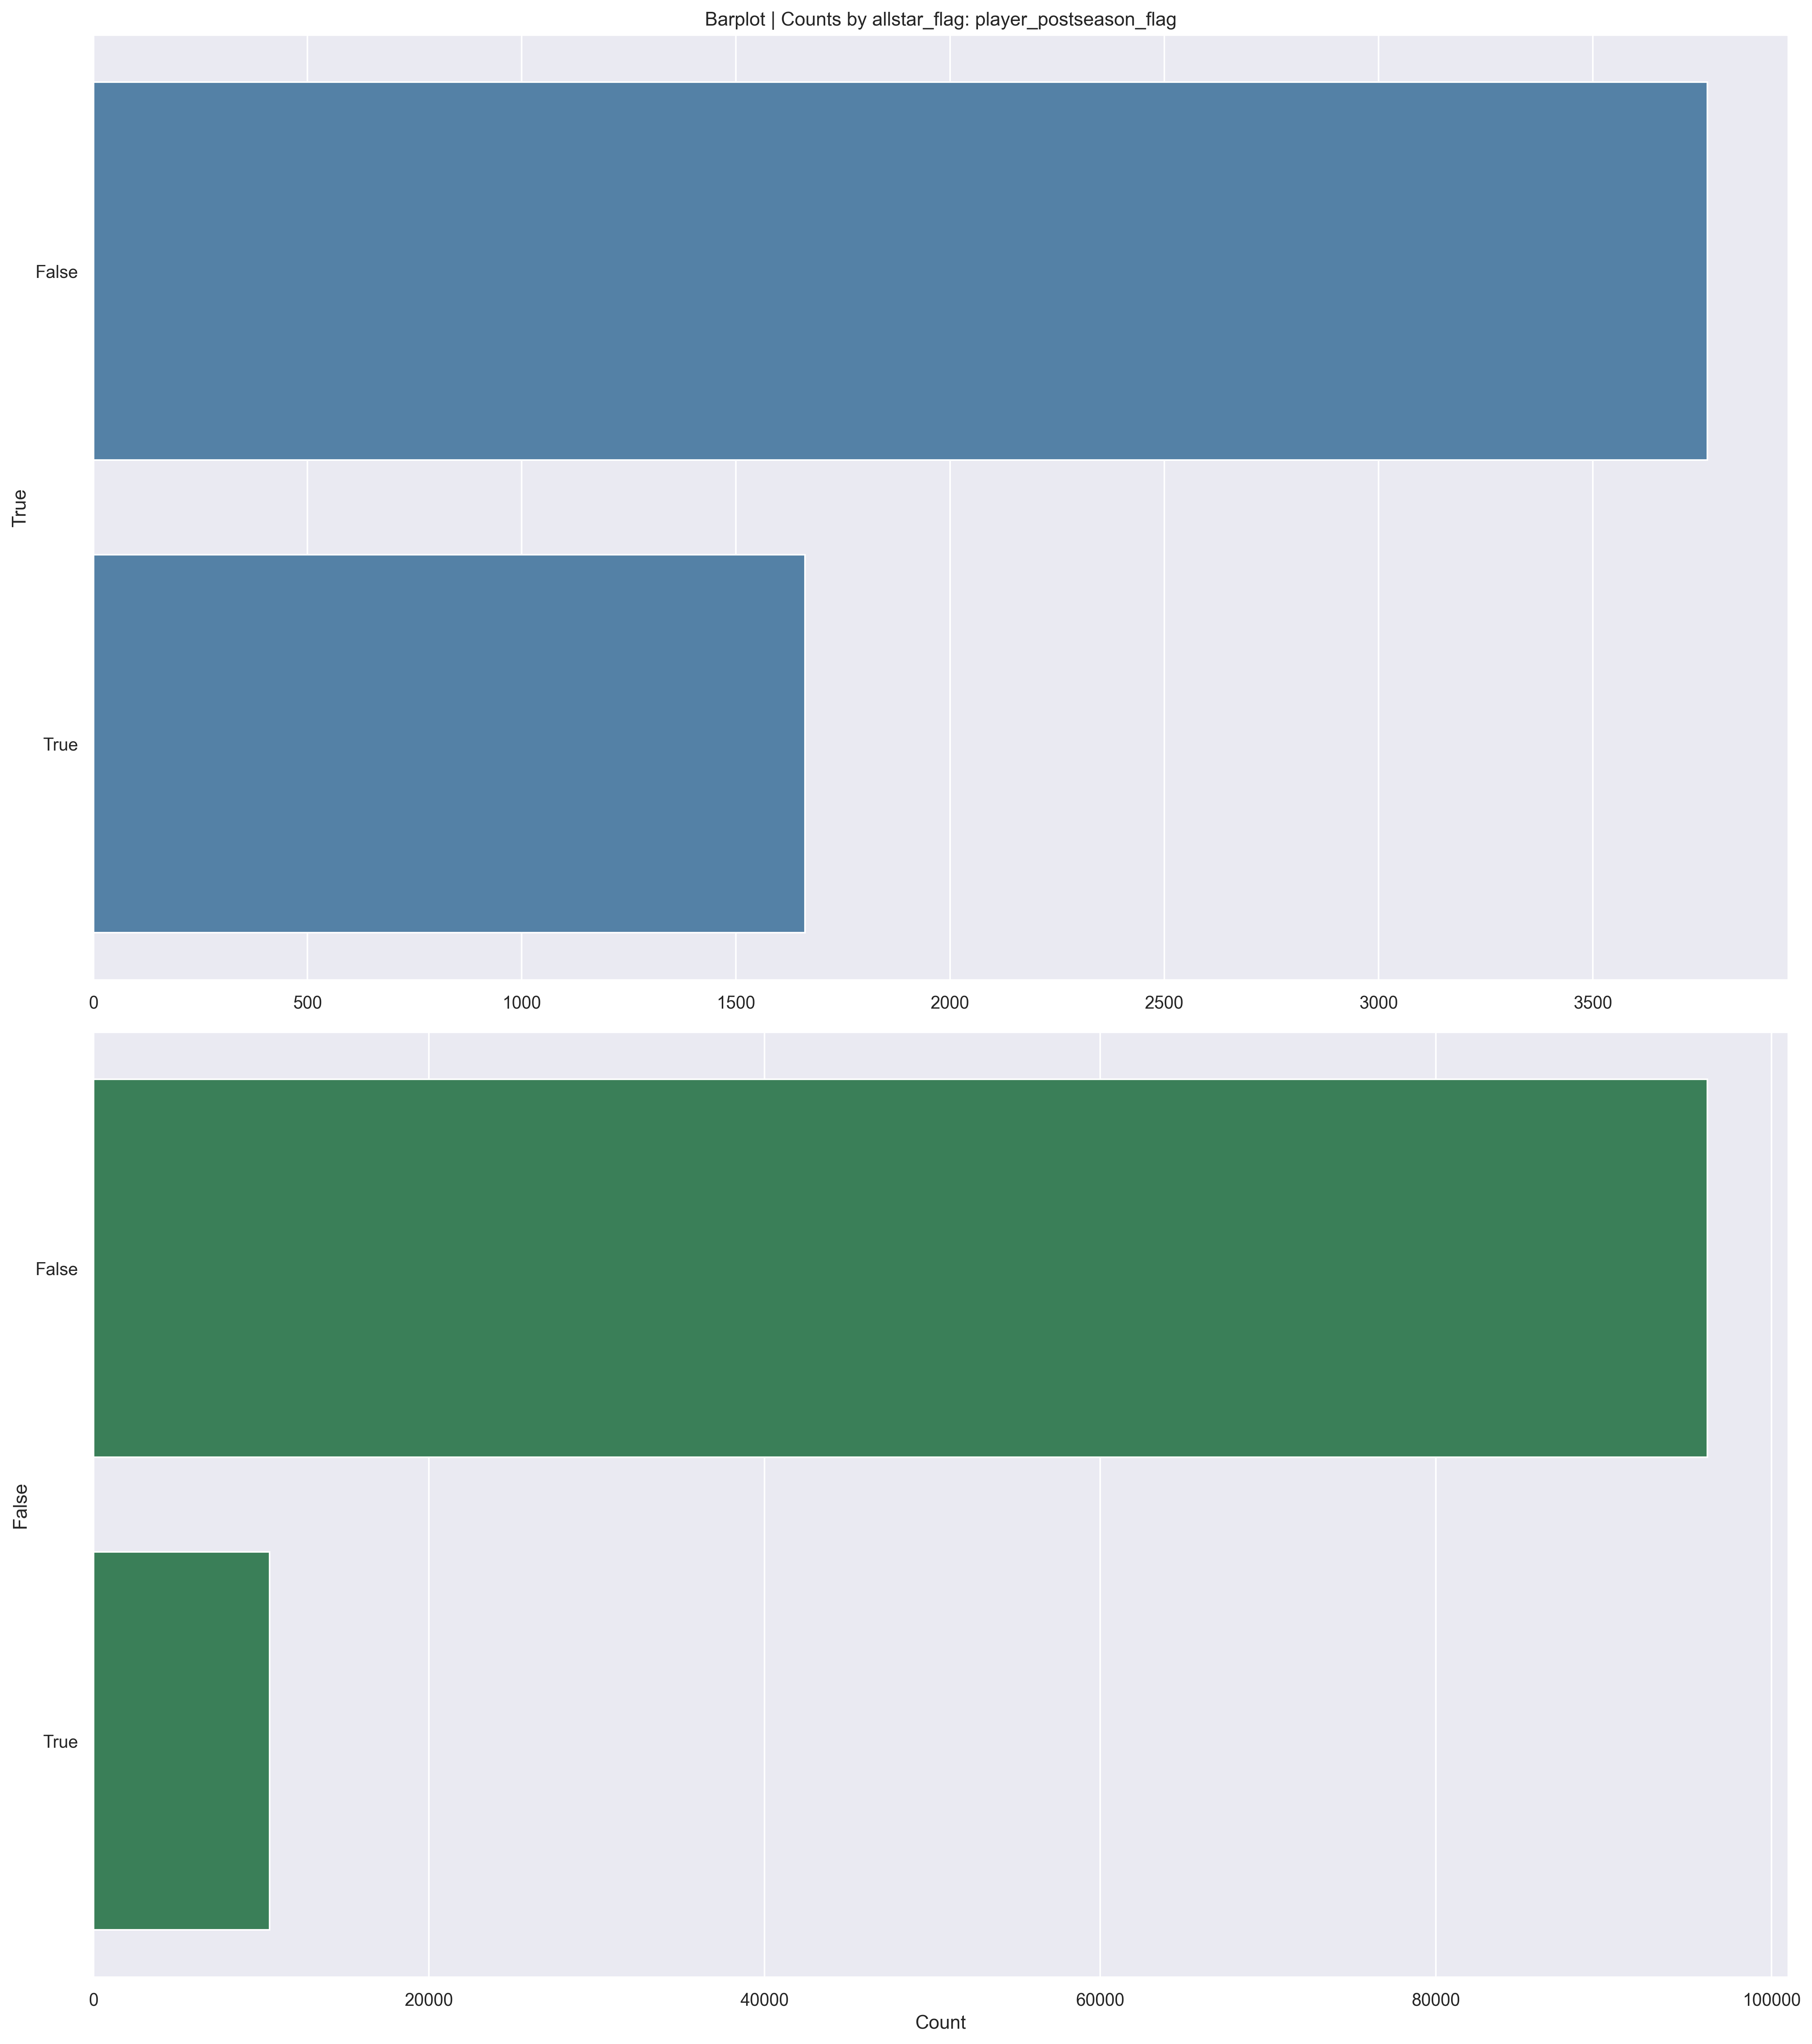 Barplot | Counts by allstar_flag: player_postseason_flag
False
True
True
0 500 1000 1500 2000 2500 3000 3500
False
False
True
0 20000 40000 60000 80000 100000
Count